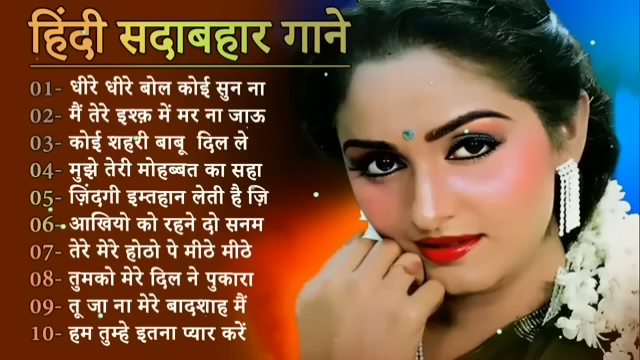 हिंदी सदाबहार गाने
01- धीरे धीरे बोल कोई सुन ना
02- मैं तेरे इश्क़ में मर ना जाऊ
03- कोई शहरी बाबू दिल ले
04- मुझे तेरी मोहब्बत का सहा
05- ज़िंदगी इम्तहान लेती है ज़ि
06- आखियो को रहने दो सनम
07- तेरे मेरे होठो पे मीठे मीठे
08- तुमको मेरे दिल ने पुकारा
09- तू जा ना मेरे बादशाह मैं
10- हम तुम्हे इतना प्यार करें